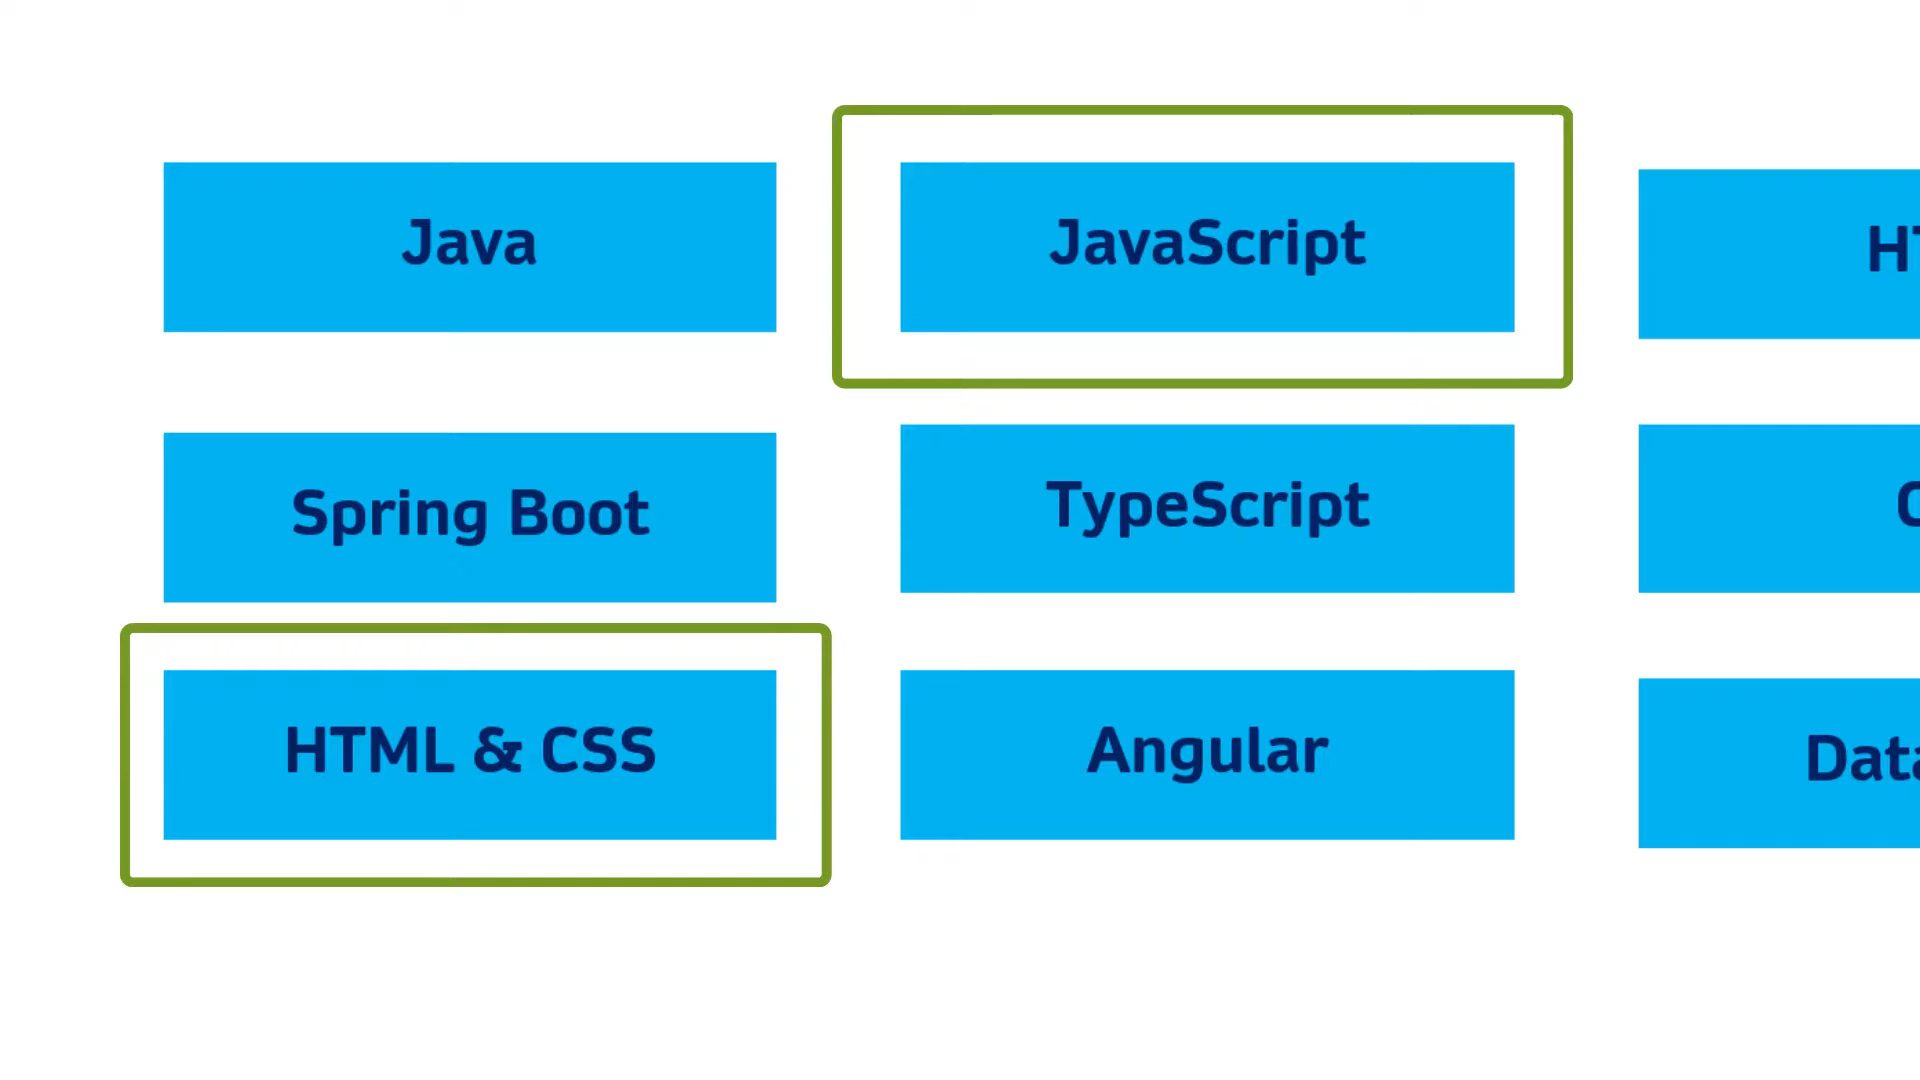 Java
JavaScript
Spring Boot
TypeScript
HTML & CSS
Angular